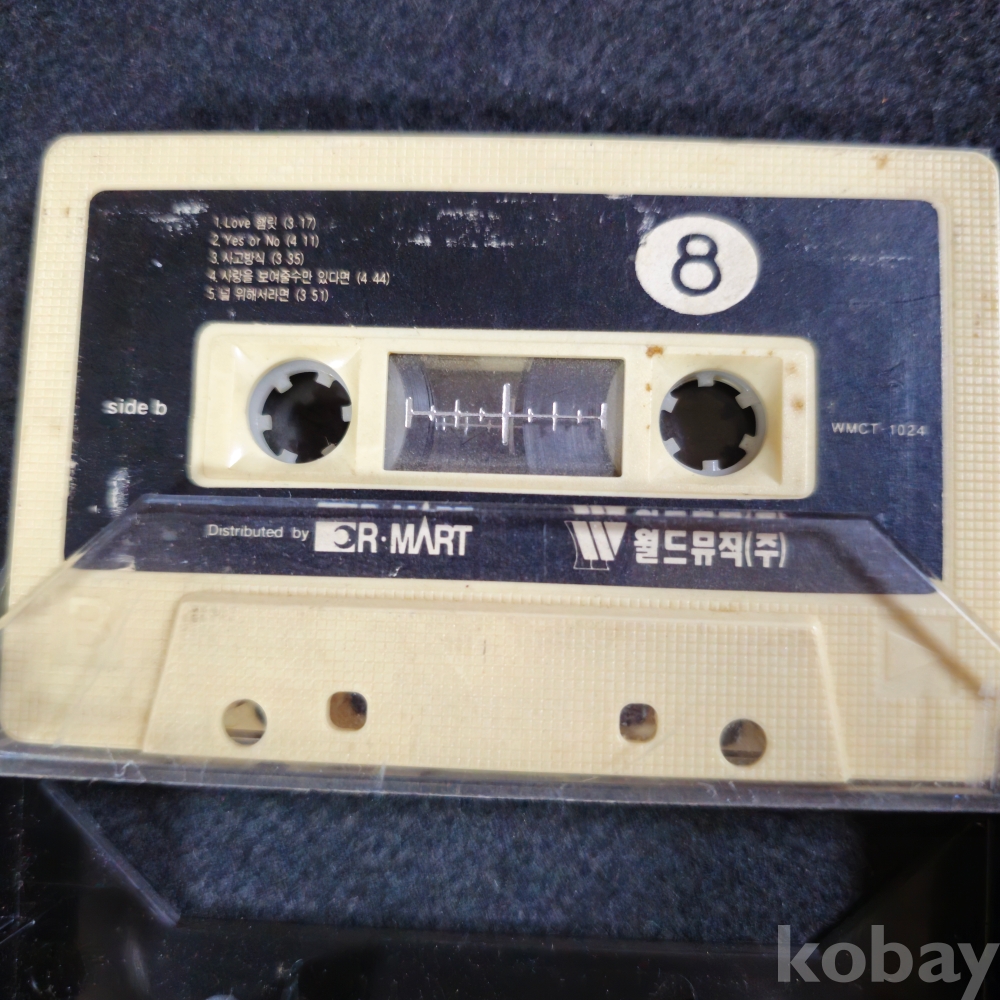 1. Love 햄릿 (3 17)
2. Yes or No (4 11)
3. 사고방식 (3 35)
4. 사랑을 보여줄수만 있다면 (4 44)
5. 널 위해서라면 (3 51)
8
side b
WMCT-1024
Distributed by R·MART
월드뮤직(주)
kobay